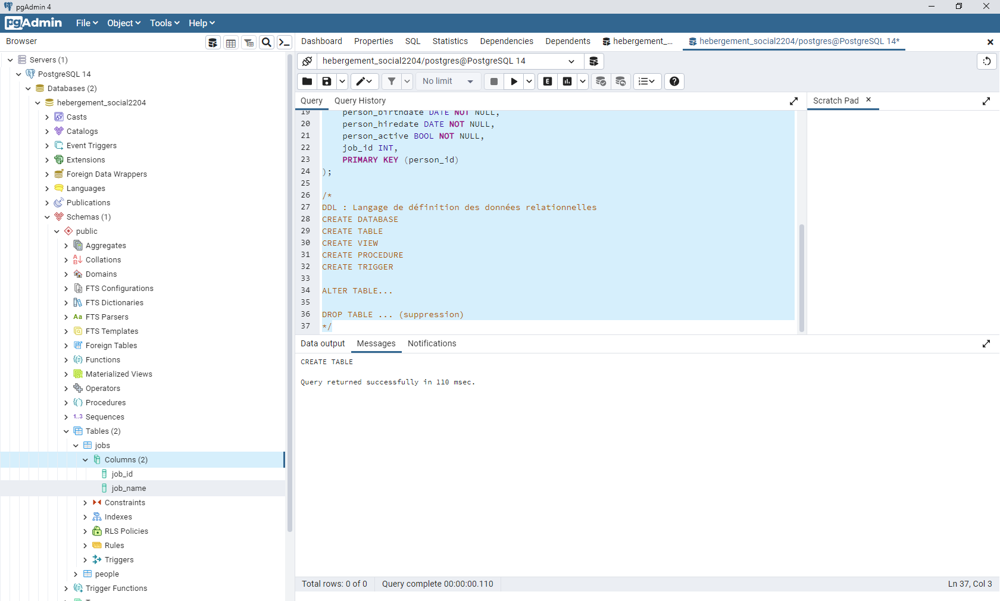 pgAdmin 4
pgAdmin
File
Object
Tools
Help
Browser
Servers (1)
PostgreSQL 14
Databases (2)
hebergement_social2204
Casts
Catalogs
Event Triggers
Extensions
Foreign Data Wrappers
Languages
Publications
Schemas (1)
public
Aggregates
Collations
Domains
FTS Configurations
FTS Dictionaries
FTS Parsers
FTS Templates
Foreign Tables
Functions
Materialized Views
Operators
Procedures
1..3 Sequences
Tables (2)
jobs
Columns (2)
job_id
job_name
Constraints
Indexes
RLS Policies
Rules
Triggers
people
Trigger Functions
Dashboard
Properties
SQL
Statistics
Dependencies
Dependents
hebergement_...
hebergement_social2204/postgres@PostgreSQL 14*
hebergement_social2204/postgres@PostgreSQL 14
No limit
Query
Query History
Scratch Pad
19 person_birthdate DATE NOT NULL,
20 person_hiredate DATE NOT NULL,
21 person_active BOOL NOT NULL,
22 job_id INT,
23 PRIMARY KEY (person_id)
24 );
25
26 /*
27 DDL : Langage de définition des données relationnelles
28 CREATE DATABASE
29 CREATE TABLE
30 CREATE VIEW
31 CREATE PROCEDURE
32 CREATE TRIGGER
33
34 ALTER TABLE...
35
36 DROP TABLE ... (suppression)
37 */
Data output
Messages
Notifications
CREATE TABLE
Query returned successfully in 110 msec.
Total rows: 0 of 0
Query complete 00:00:00.110
Ln 37, Col 3